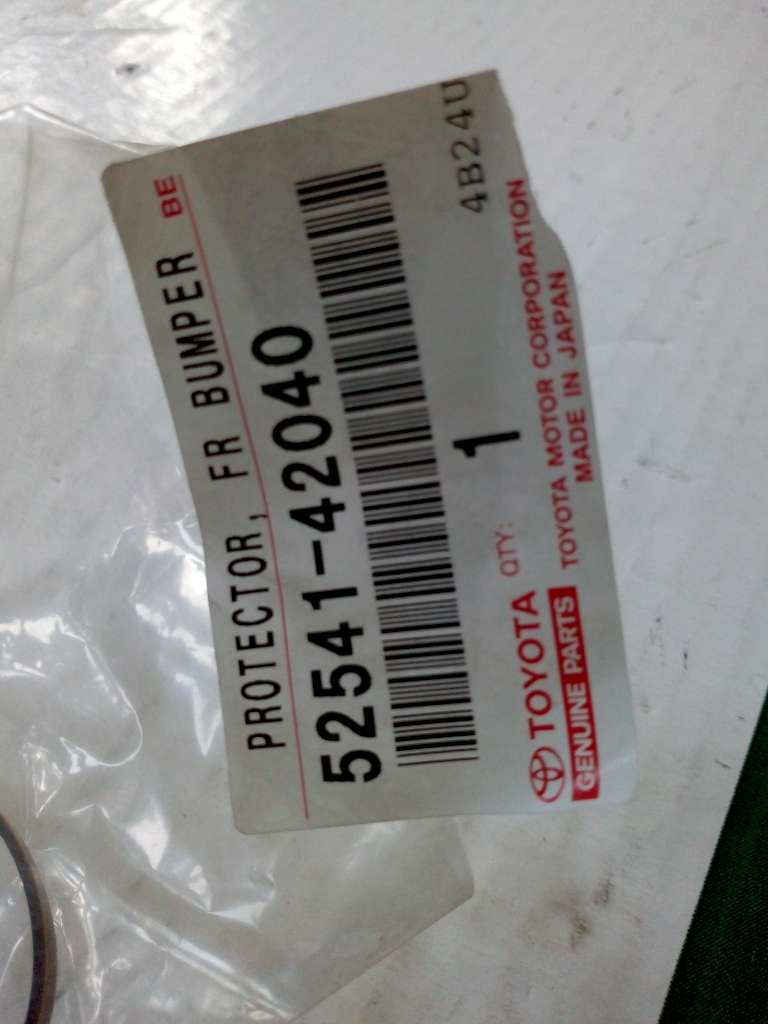 PROTECTOR, FR BUMPER BE
52541-42040
4B24U
QTY: 1
TOYOTA TOYOTA MOTOR CORPORATION
GENUINE PARTS MADE IN JAPAN